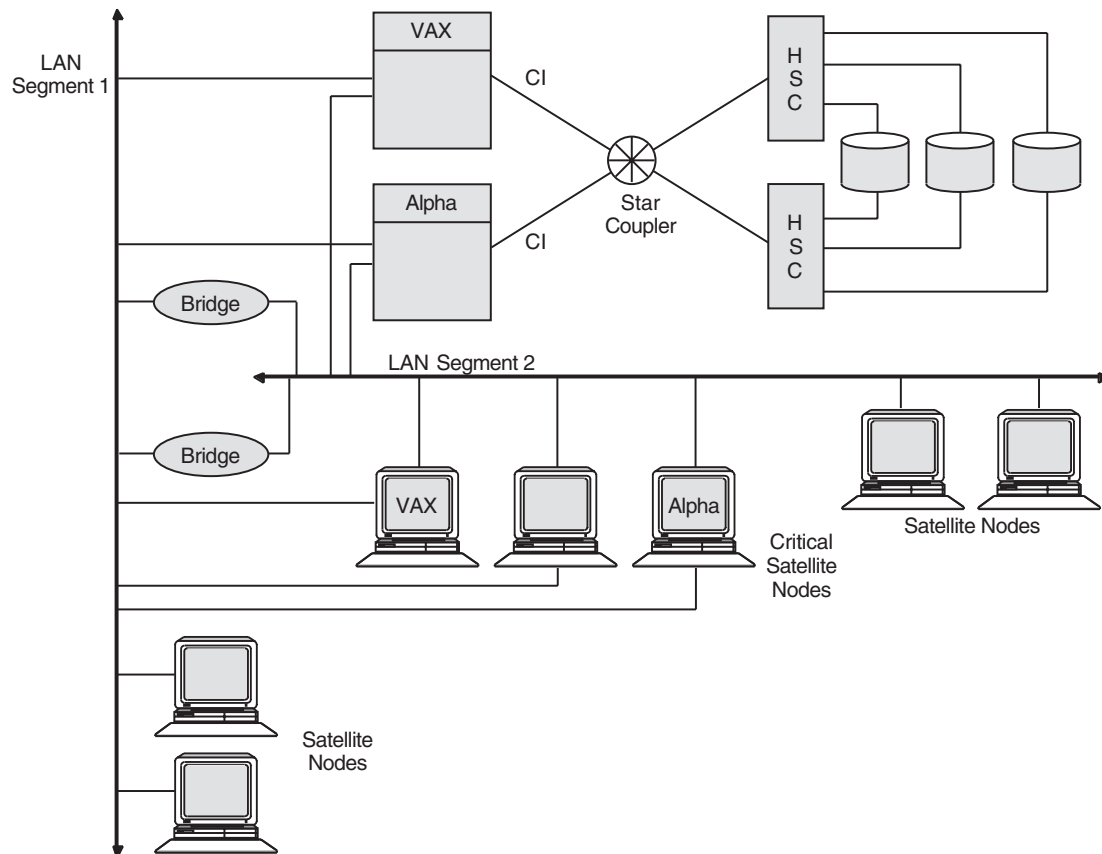 LAN
Segment 1
VAX
CI
H
S
C
Alpha
CI
Star
Coupler
H
S
C
Bridge
LAN Segment 2
Bridge
VAX
Alpha
Critical
Satellite
Nodes
Satellite Nodes
Satellite
Nodes